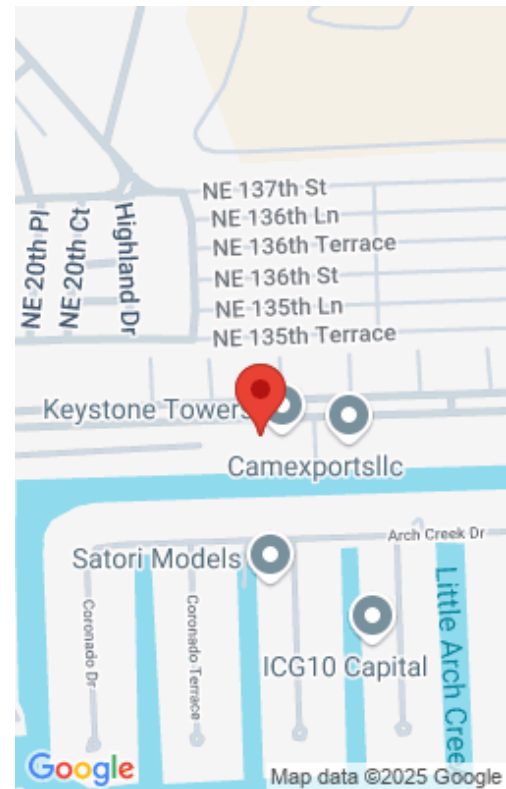 NE 137th St
NE 136th Ln
NE 136th Terrace
NE 136th St
NE 135th Ln
NE 135th Terrace
NE 20th Pl
NE 20th Ct
Highland Dr
Keystone Towers
Camexportsllc
Arch Creek Dr
Satori Models
Coronado Dr
Coronado Terrace
ICG10 Capital
Little Arch Cree
Google
Map data ©2025 Google